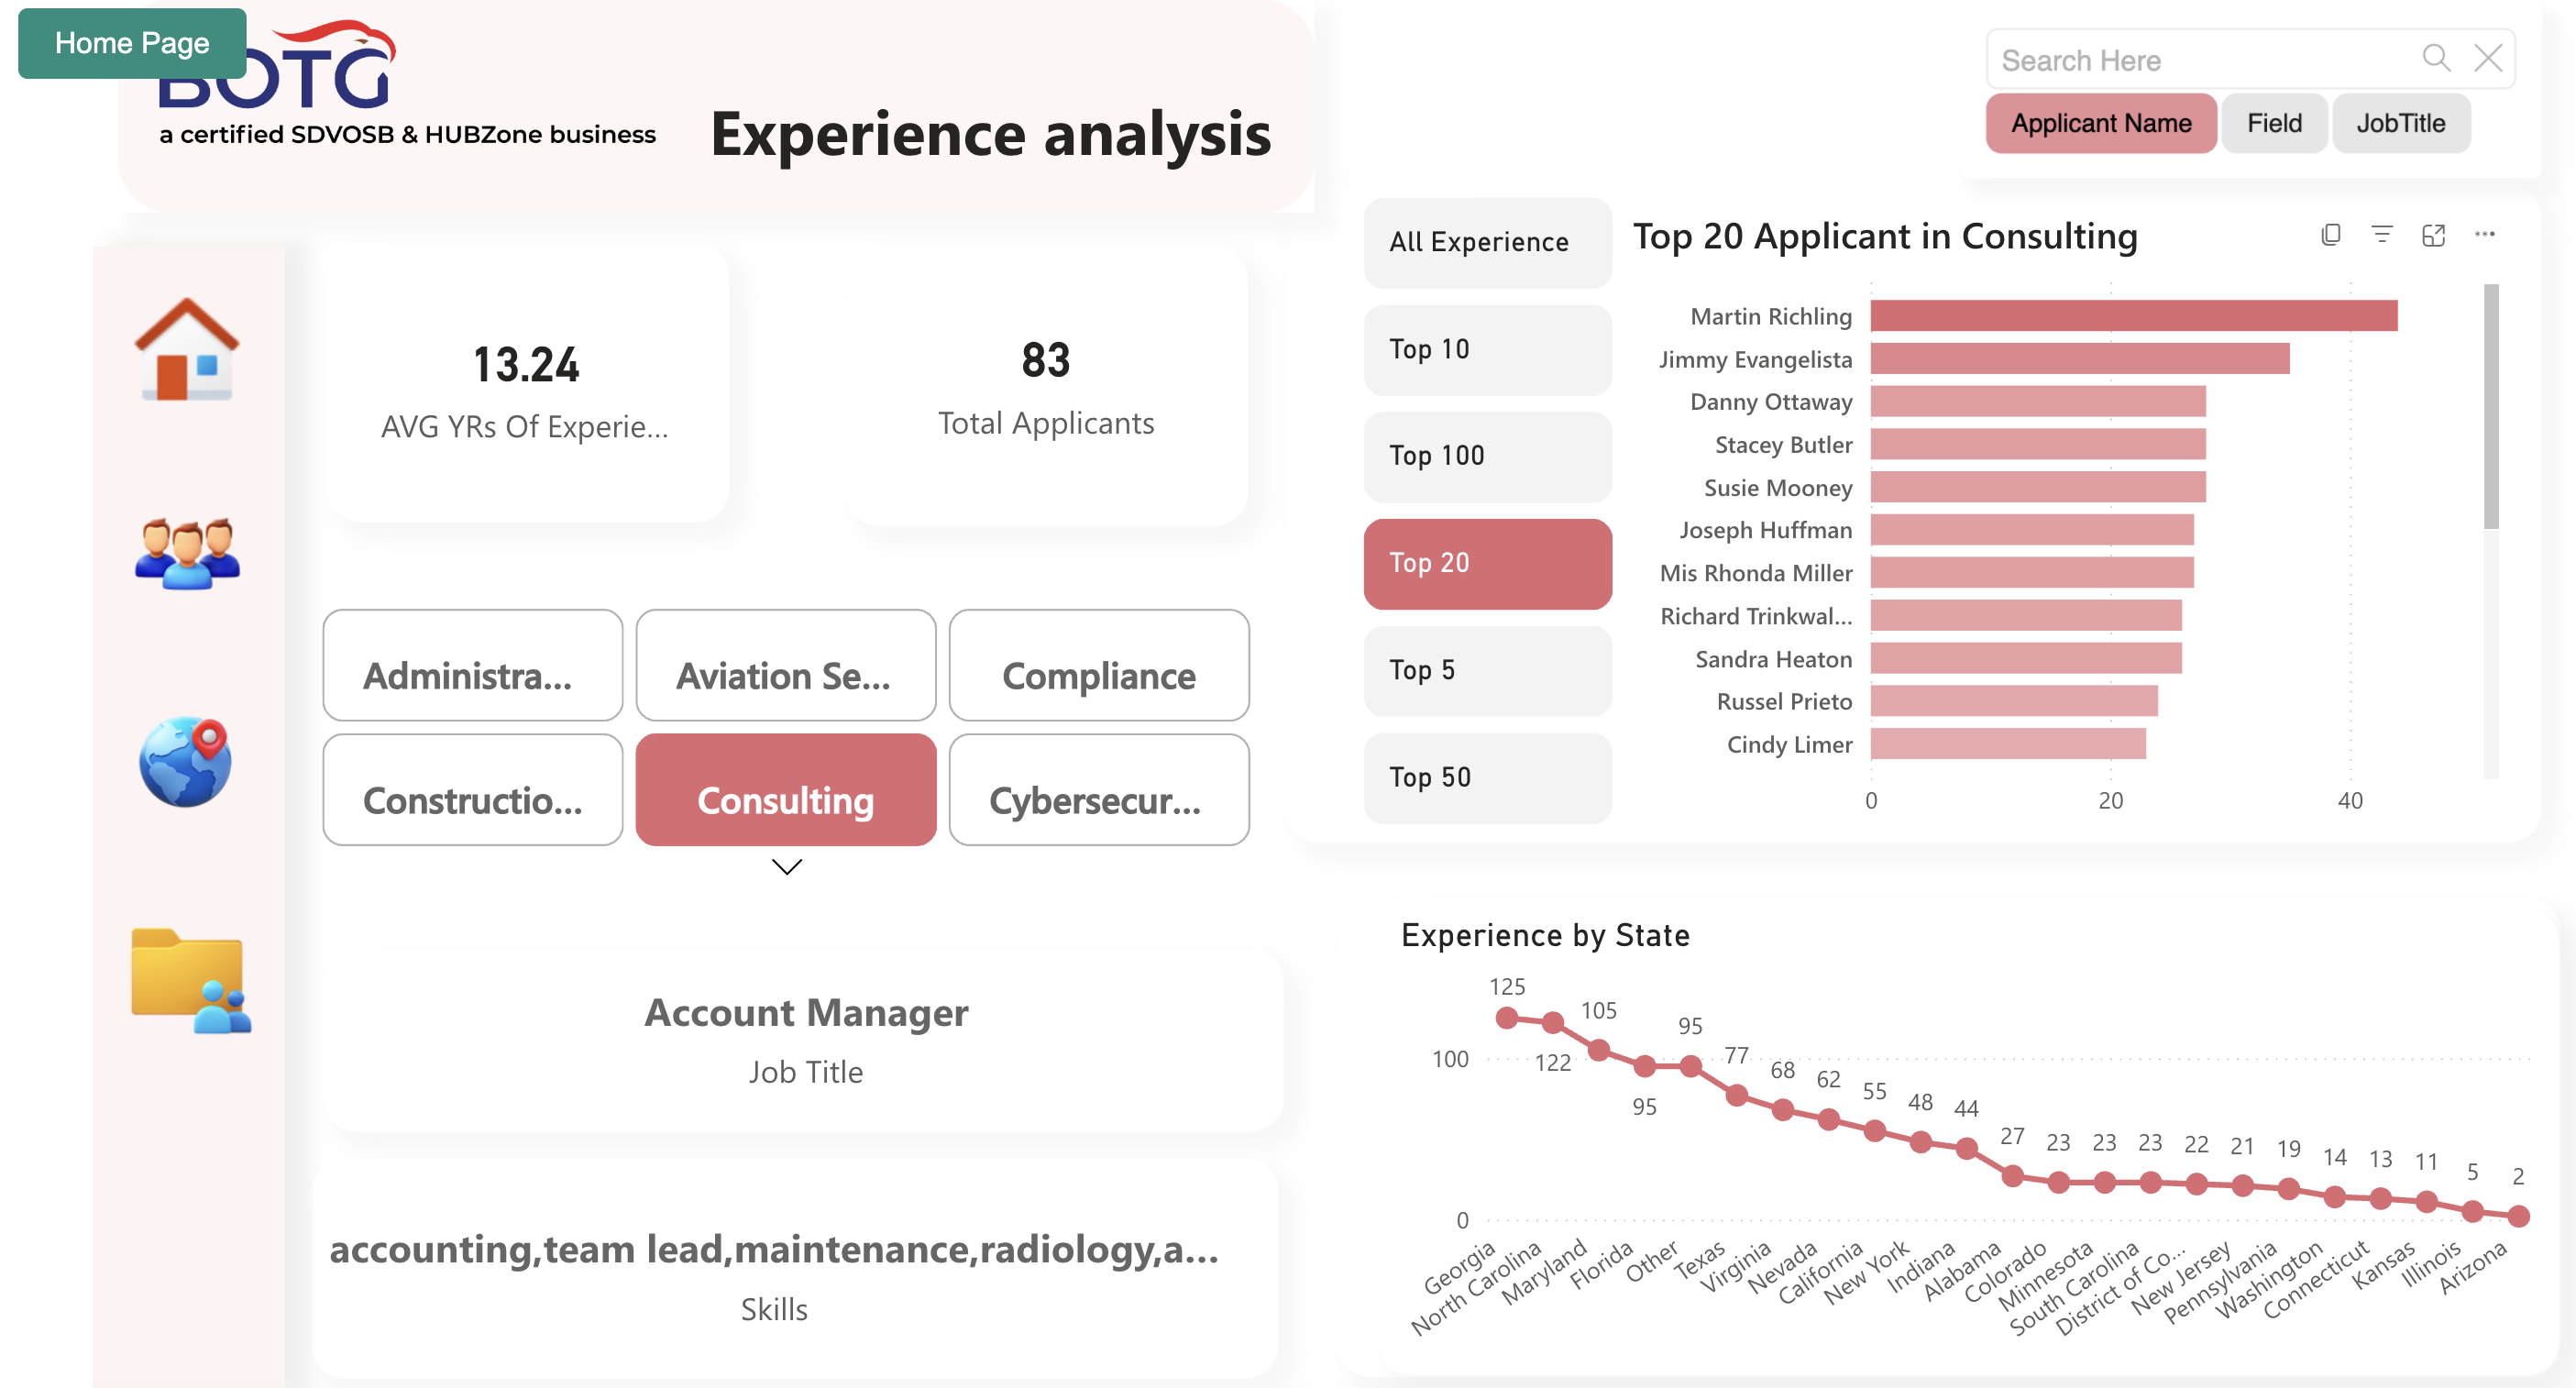 Home Page
BOTG
a certified SDVOSB & HUBZone business
Experience analysis
Search Here
Applicant Name
Field
JobTitle
13.24
AVG YRs Of Experie...
83
Total Applicants
Administra...
Aviation Se...
Compliance
Constructio...
Consulting
Cybersecur...
Account Manager
Job Title
accounting,team lead,maintenance,radiology,a...
Skills
All Experience
Top 10
Top 100
Top 20
Top 5
Top 50
Top 20 Applicant in Consulting
Martin Richling
Jimmy Evangelista
Danny Ottaway
Stacey Butler
Susie Mooney
Joseph Huffman
Mis Rhonda Miller
Richard Trinkwal...
Sandra Heaton
Russel Prieto
Cindy Limer
0 20 40
Experience by State
100
0
125 122 105 95 95 77 68 62 55 48 44 27 23 23 23 22 21 19 14 13 11 5 2
Georgia
North Carolina
Maryland
Florida
Other
Texas
Virginia
Nevada
California
New York
Indiana
Alabama
Colorado
Minnesota
South Carolina
District of Co...
New Jersey
Pennsylvania
Washington
Connecticut
Kansas
Illinois
Arizona